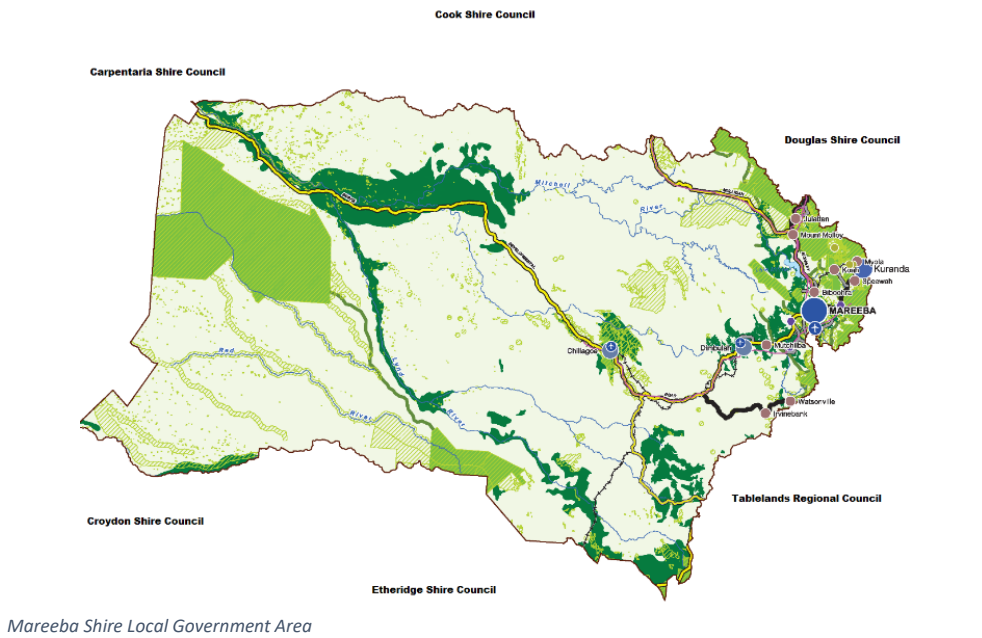 Cook Shire Council
Carpentaria Shire Council
Douglas Shire Council
Mitchell
River
Julatten
Mount Molloy
Myola
Kuranda
Koah
Speewah
Biboohra
MAREEBA
Chillagoe
Dimbulah
Mutchilba
Red
River
Lynd
River
Watsonville
Irvinebank
Tablelands Regional Council
Croydon Shire Council
Etheridge Shire Council
Mareeba Shire Local Government Area